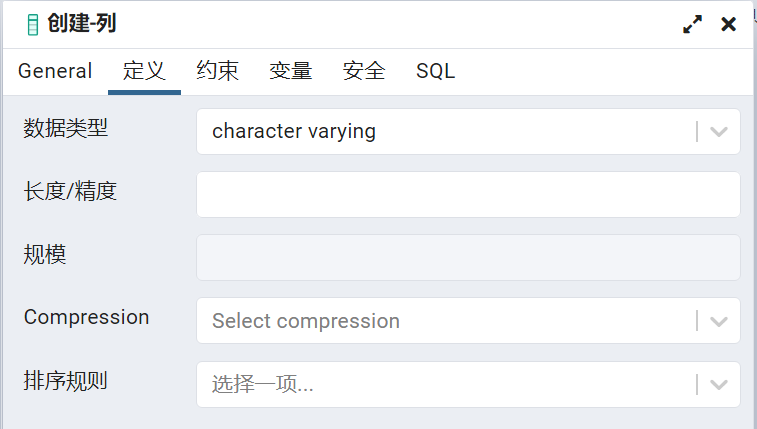 创建-列
General 定义 约束 变量 安全 SQL
数据类型 character varying
长度/精度
规模
Compression Select compression
排序规则 选择一项...